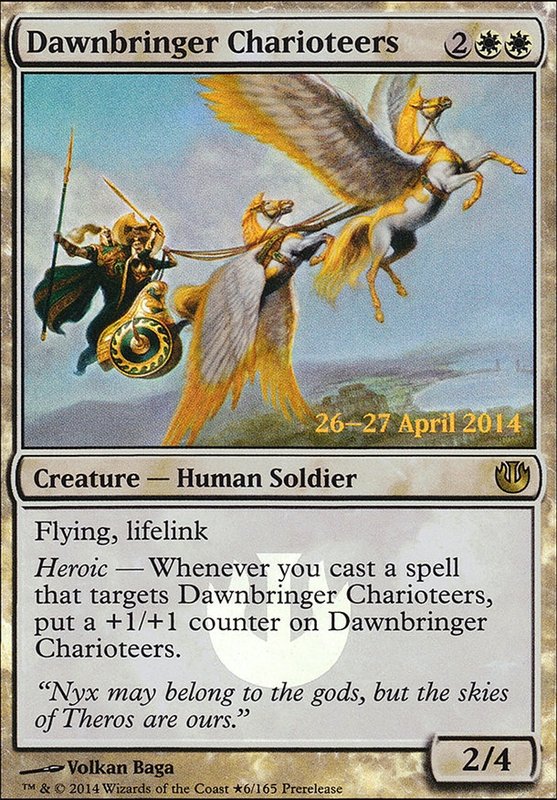 Dawnbringer Charioteers 2
26–27 April 2014
Creature — Human Soldier
Flying, lifelink
Heroic — Whenever you cast a spell
that targets Dawnbringer Charioteers,
put a +1/+1 counter on Dawnbringer
Charioteers.
“Nyx may belong to the gods, but the skies
of Theros are ours.”
2/4
Volkan Baga
™ & © 2014 Wizards of the Coast ★6/165 Prerelease